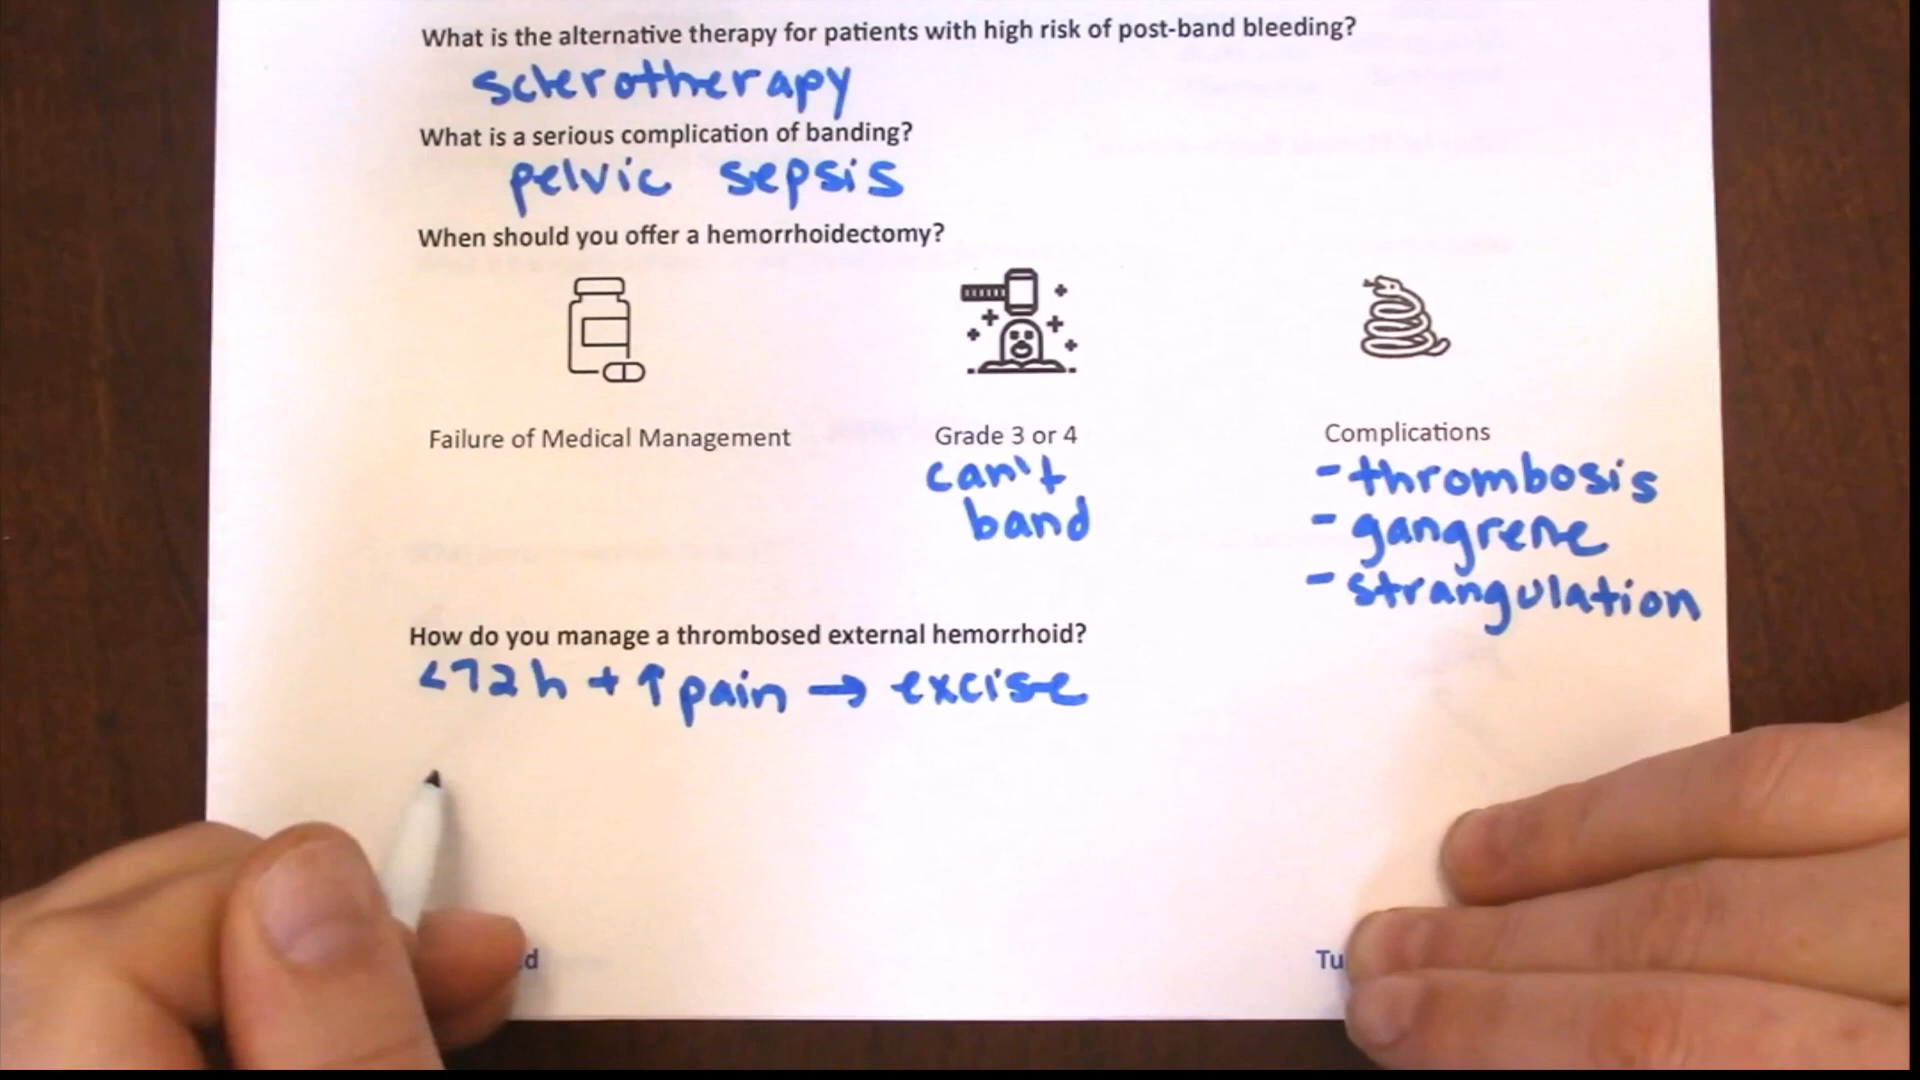 What is the alternative therapy for patients with high risk of post-band bleeding?
sclerotherapy
What is a serious complication of banding?
pelvic sepsis
When should you offer a hemorrhoidectomy?
Failure of Medical Management
Grade 3 or 4
can't
band
Complications
- thrombosis
- gangrene
- strangulation
How do you manage a thrombosed external hemorrhoid?
<72h + ↑ pain → excise